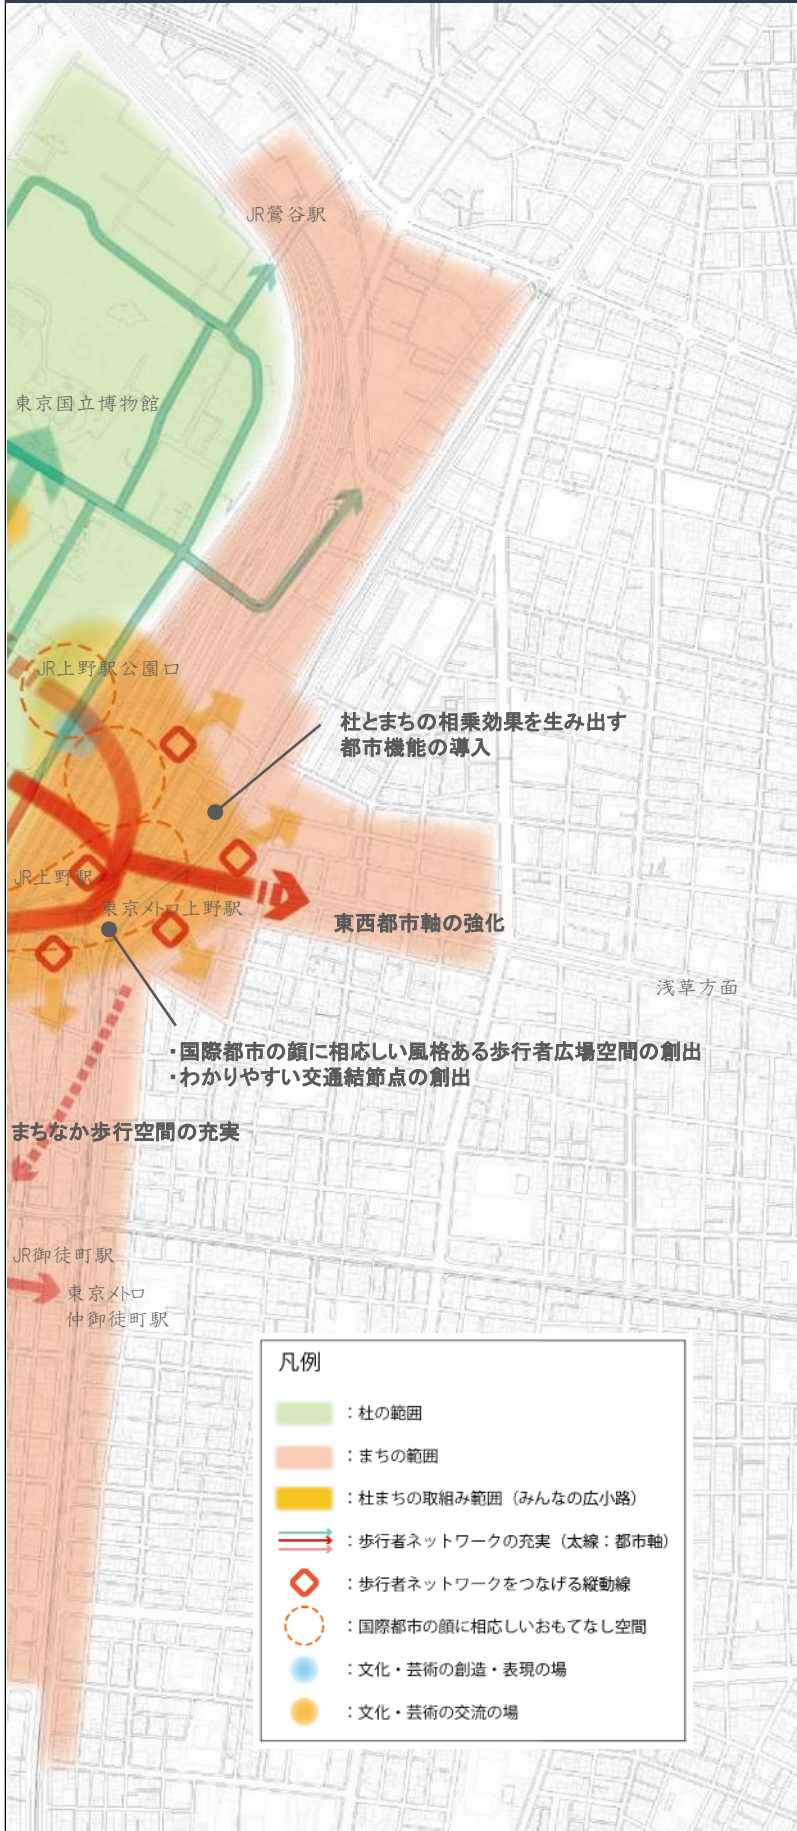 JR鶯谷駅
東京国立博物館
JR上野駅公園口
杜とまちの相乗効果を生み出す
都市機能の導入
JR上野駅
東京メトロ上野駅
東西都市軸の強化
浅草方面
・国際都市の顔に相応しい風格ある歩行者広場空間の創出
・わかりやすい交通結節点の創出
まちなか歩行空間の充実
JR御徒町駅
東京メトロ
仲御徒町駅
凡例
：杜の範囲
：まちの範囲
：杜まちの取組み範囲（みんなの広小路）
：歩行者ネットワークの充実（太線：都市軸）
：歩行者ネットワークをつなげる縦動線
：国際都市の顔に相応しいおもてなし空間
：文化・芸術の創造・表現の場
：文化・芸術の交流の場